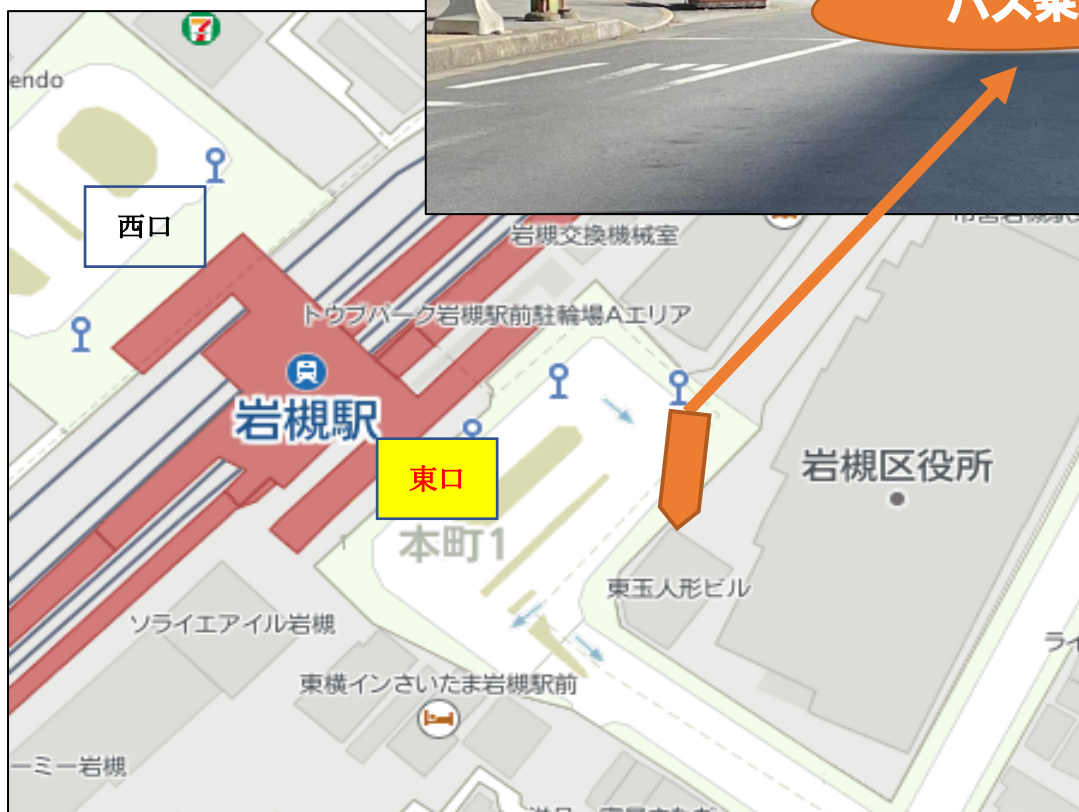 バス乗
endo
西口
岩槻交換機械室
トウブパーク岩槻駅前駐輪場Aエリア
岩槻駅
東口
岩槻区役所
本町1
1
東玉人形ビル
ソライエアイル岩槻
ライ
東横インさいたま岩槻駅前
ーミー岩槻